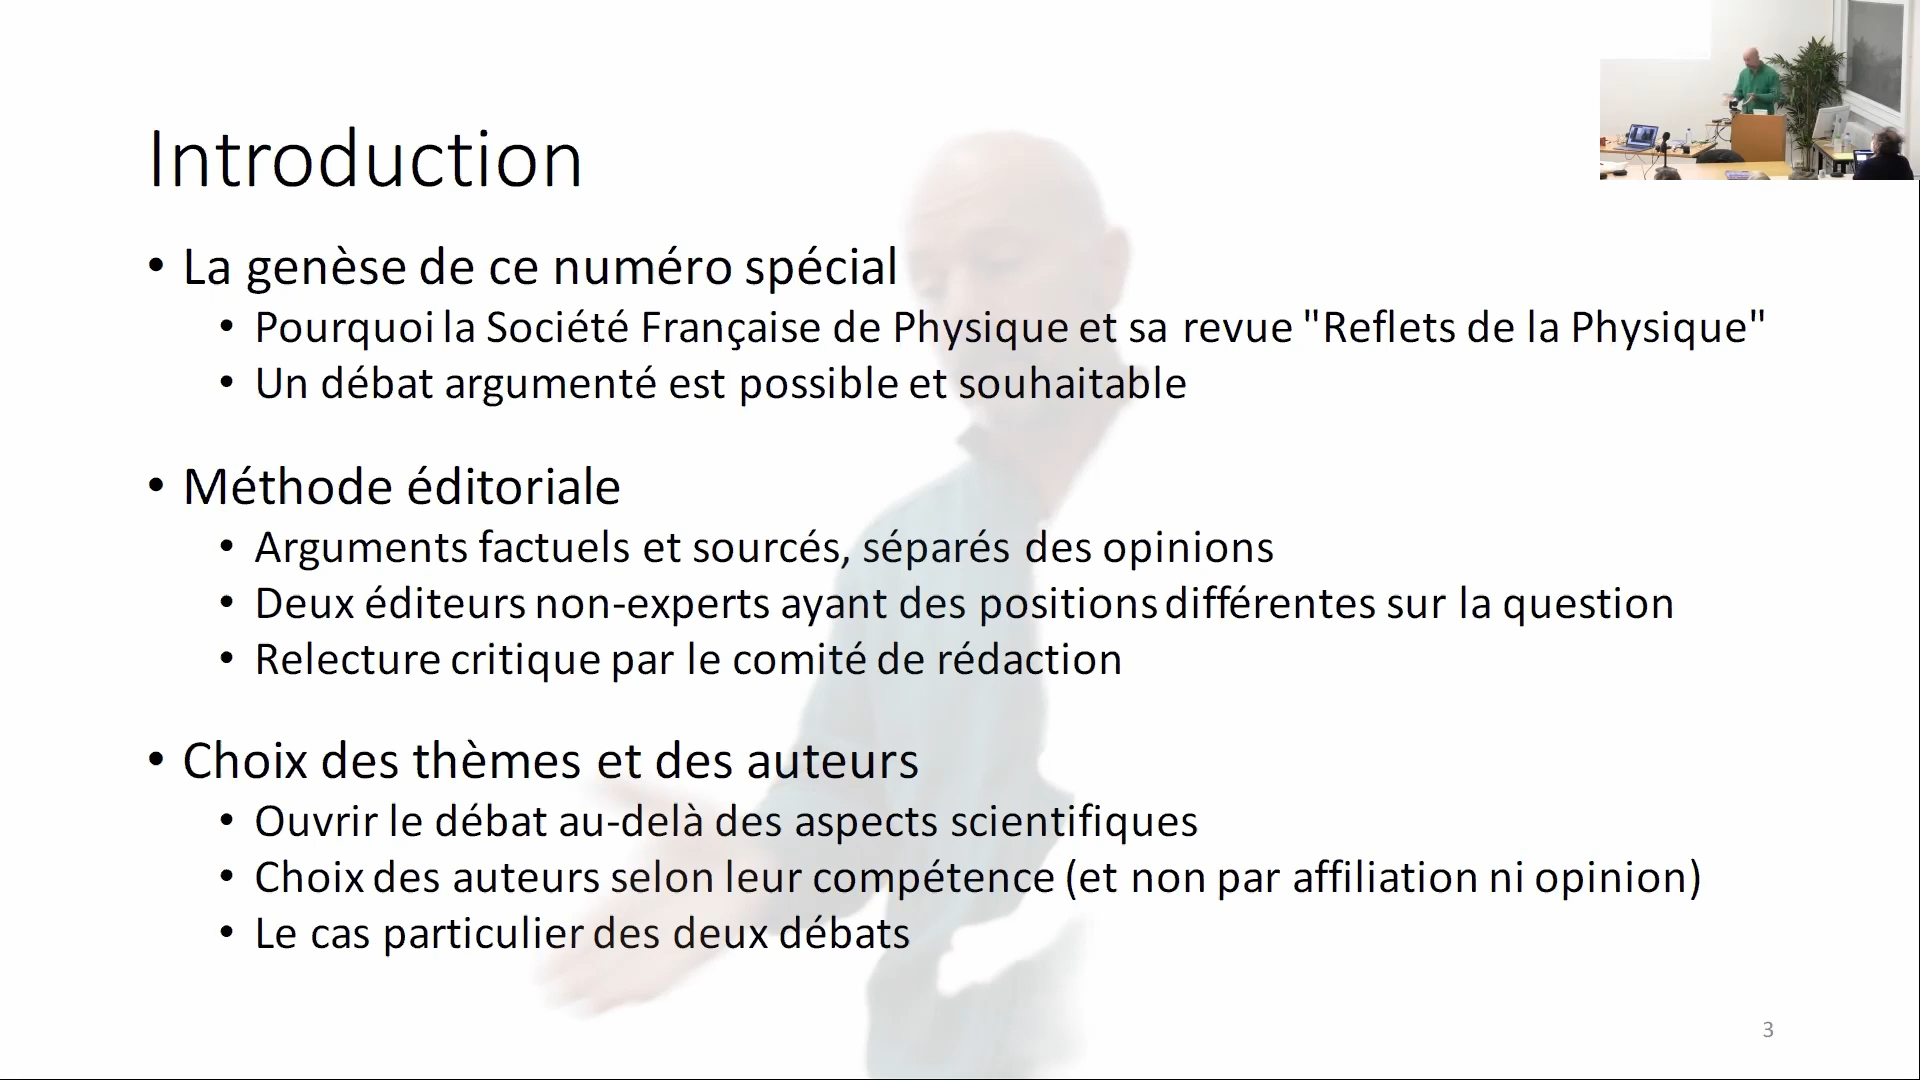 Introduction
• La genèse de ce numéro spécial
• Pourquoi la Société Française de Physique et sa revue "Reflets de la Physique"
• Un débat argumenté est possible et souhaitable
• Méthode éditoriale
• Arguments factuels et sourcés, séparés des opinions
• Deux éditeurs non-experts ayant des positions différentes sur la question
• Relecture critique par le comité de rédaction
• Choix des thèmes et des auteurs
• Ouvrir le débat au-delà des aspects scientifiques
• Choix des auteurs selon leur compétence (et non par affiliation ni opinion)
• Le cas particulier des deux débats
3